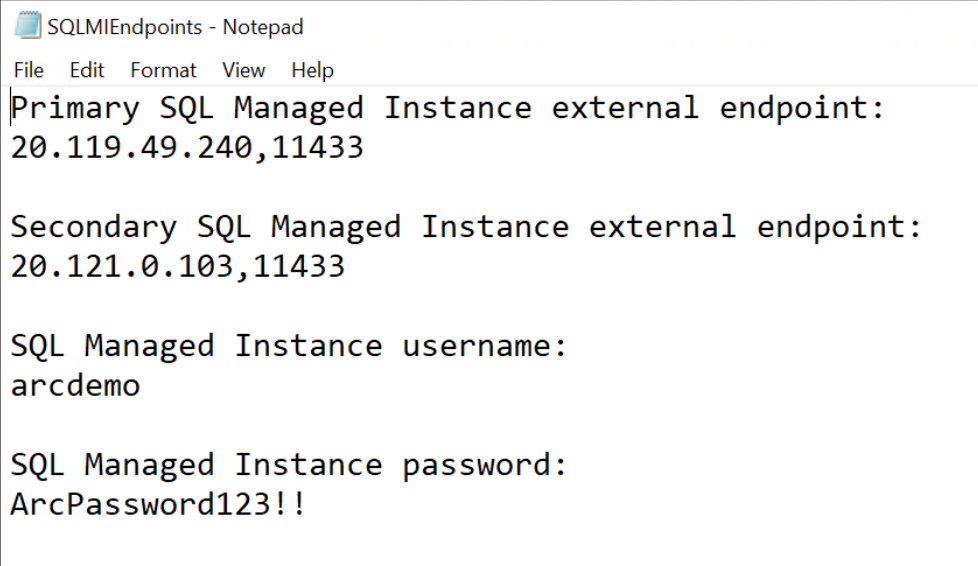 SQLMIEndpoints - Notepad
File Edit Format View Help
Primary SQL Managed Instance external endpoint:
20.119.49.240,11433
Secondary SQL Managed Instance external endpoint:
20.121.0.103,11433
SQL Managed Instance username:
arcdemo
SQL Managed Instance password:
ArcPassword123!!